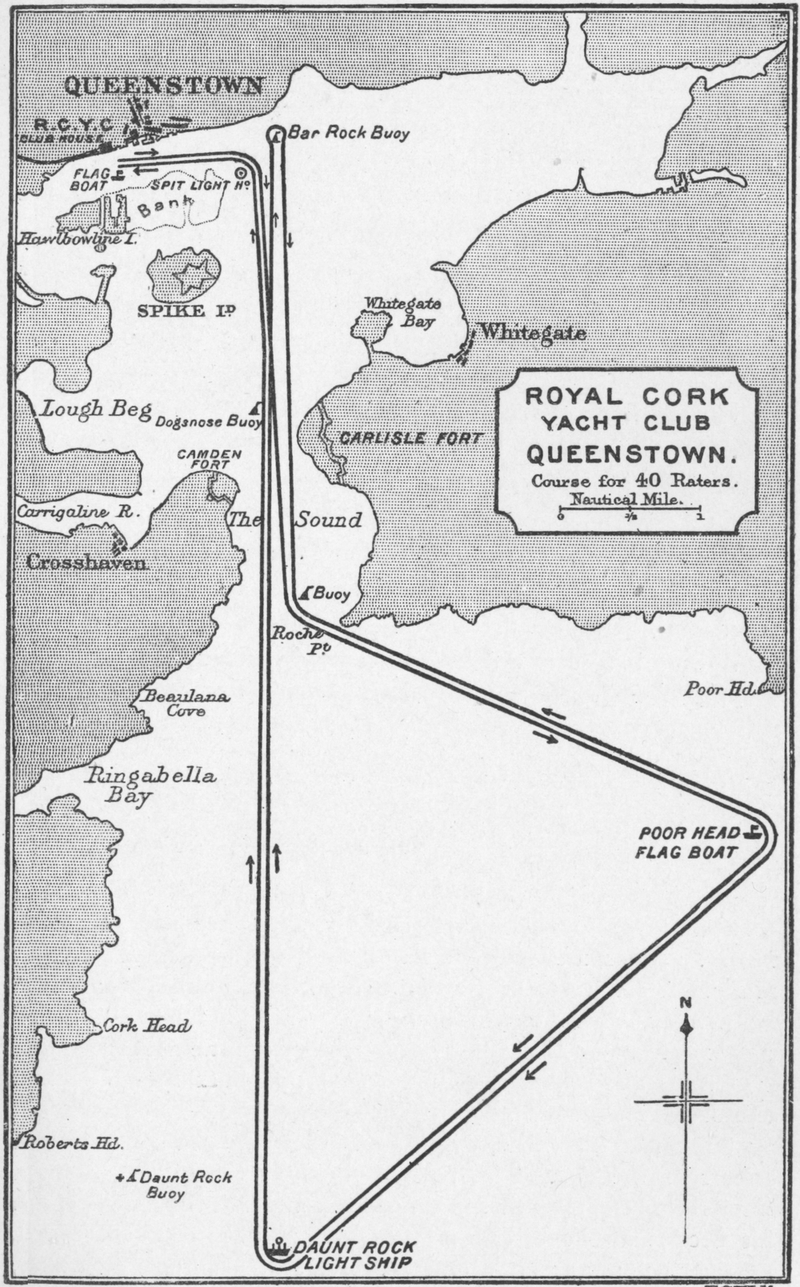 QUEENSTOWN
R.C.Y.C
CLUB HOUSE
Bar Rock Buoy
FLAG
BOAT
SPIT LIGHT Hº
Bank
Hawlbowline I.
SPIKE Iᴰ
Whitegate
Bay
Whitegate
Lough Beg
Dogsnose Buoy
CARLISLE FORT
ROYAL CORK
YACHT CLUB
QUEENSTOWN.
Course for 40 Raters.
Nautical Mile.
0 ½ 1
CAMDEN
FORT
Carrigaline R.
The Sound
Crosshaven
Buoy
Roche
Pt.
Poor Hd.
Beaulana
Cove
Ringabella
Bay
POOR HEAD
FLAG BOAT
N
Cork Head
Roberts Hd.
Daunt Rock
Buoy
DAUNT ROCK
LIGHT SHIP